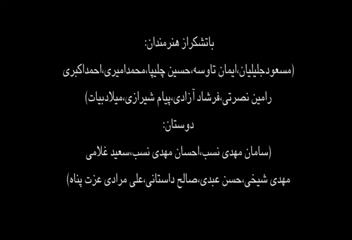 باتشکراز هنرمندان:
(مسعودجلیلیان،ایمان تاوسه،حسین چلیپا،محمدامیری،احمداکبری
رامین نصرتی،فرشاد آزادی،پیام شیرازی،میلادبیات)
دوستان:
(سامان مهدی نسب،احسان مهدی نسب،سعید غلامی
مهدی شیخی،حسن عبدی،صالح داستانی،علی مرادی عزت پناه)